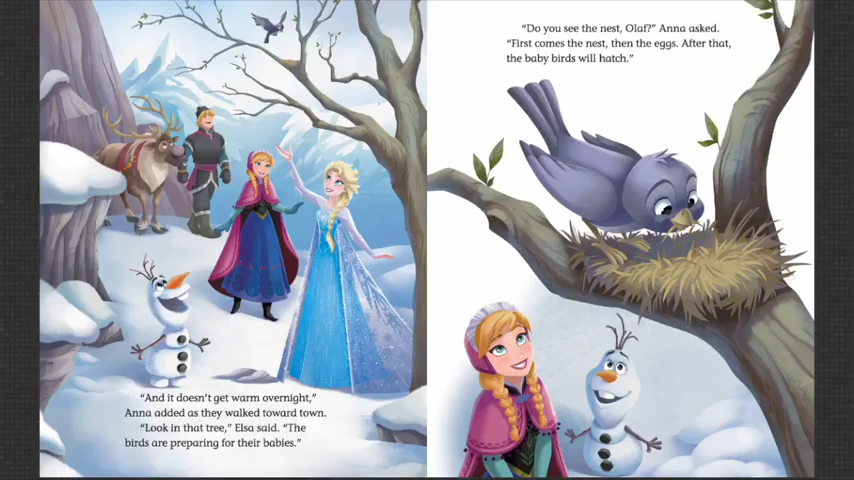 “And it doesn’t get warm overnight,”
Anna added as they walked toward town.
“Look in that tree,” Elsa said. “The
birds are preparing for their babies.”
“Do you see the nest, Olaf?” Anna asked.
“First comes the nest, then the eggs. After that,
the baby birds will hatch.”